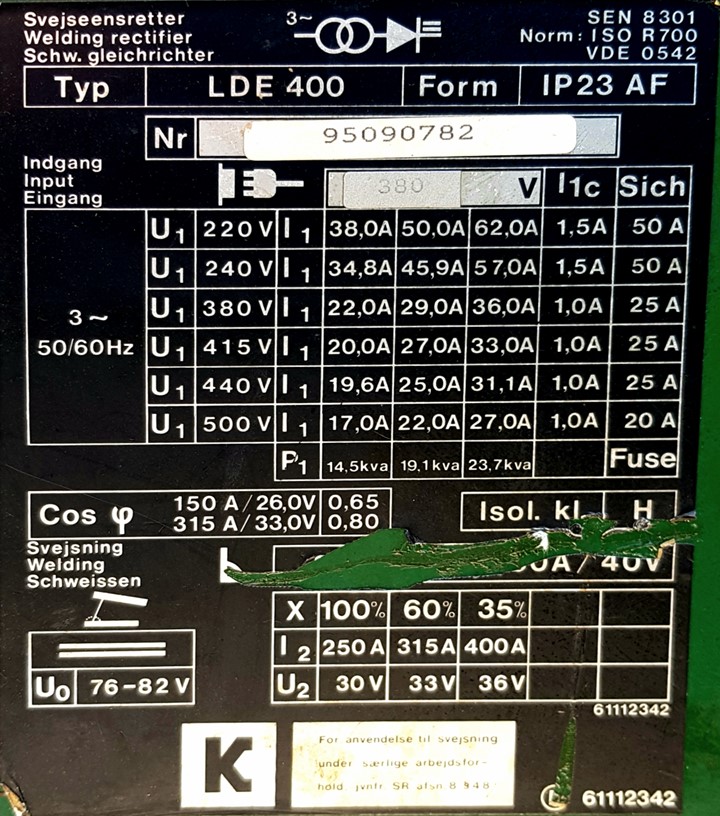 Svejseensretter
Welding rectifier
Schw. gleichrichter
3~
SEN 8301
Norm: ISO R700
VDE 0542
Typ LDE 400 Form IP23 AF
Nr 95090782
Indgang
Input
Eingang
380 V I1c Sich
U1 220 V I1 38,0A 50,0A 62,0A 1,5A 50 A
U1 240 V I1 34,8A 45,9A 57,0A 1,5A 50 A
3~
50/60Hz
U1 380 V I1 22,0A 29,0A 36,0A 1,0A 25 A
U1 415 V I1 20,0A 27,0A 33,0A 1,0A 25 A
U1 440 V I1 19,6A 25,0A 31,1A 1,0A 25 A
U1 500 V I1 17,0A 22,0A 27,0A 1,0A 20 A
P1 14,5kva 19,1kva 23,7kva Fuse
Cos φ
150 A/26,0V 0,65
315 A/33,0V 0,80
Isol. kl. H
Svejsning
Welding
Schweissen
/ 40V
X 100% 60% 35%
I2 250 A 315A 400A
U2 30 V 33V 36V
U0 76-82 V
61112342
K
For anvendelse til svejsning
under særlige arbejdsfor-
hold. jvnfr. SR afsn 8 §48
61112342